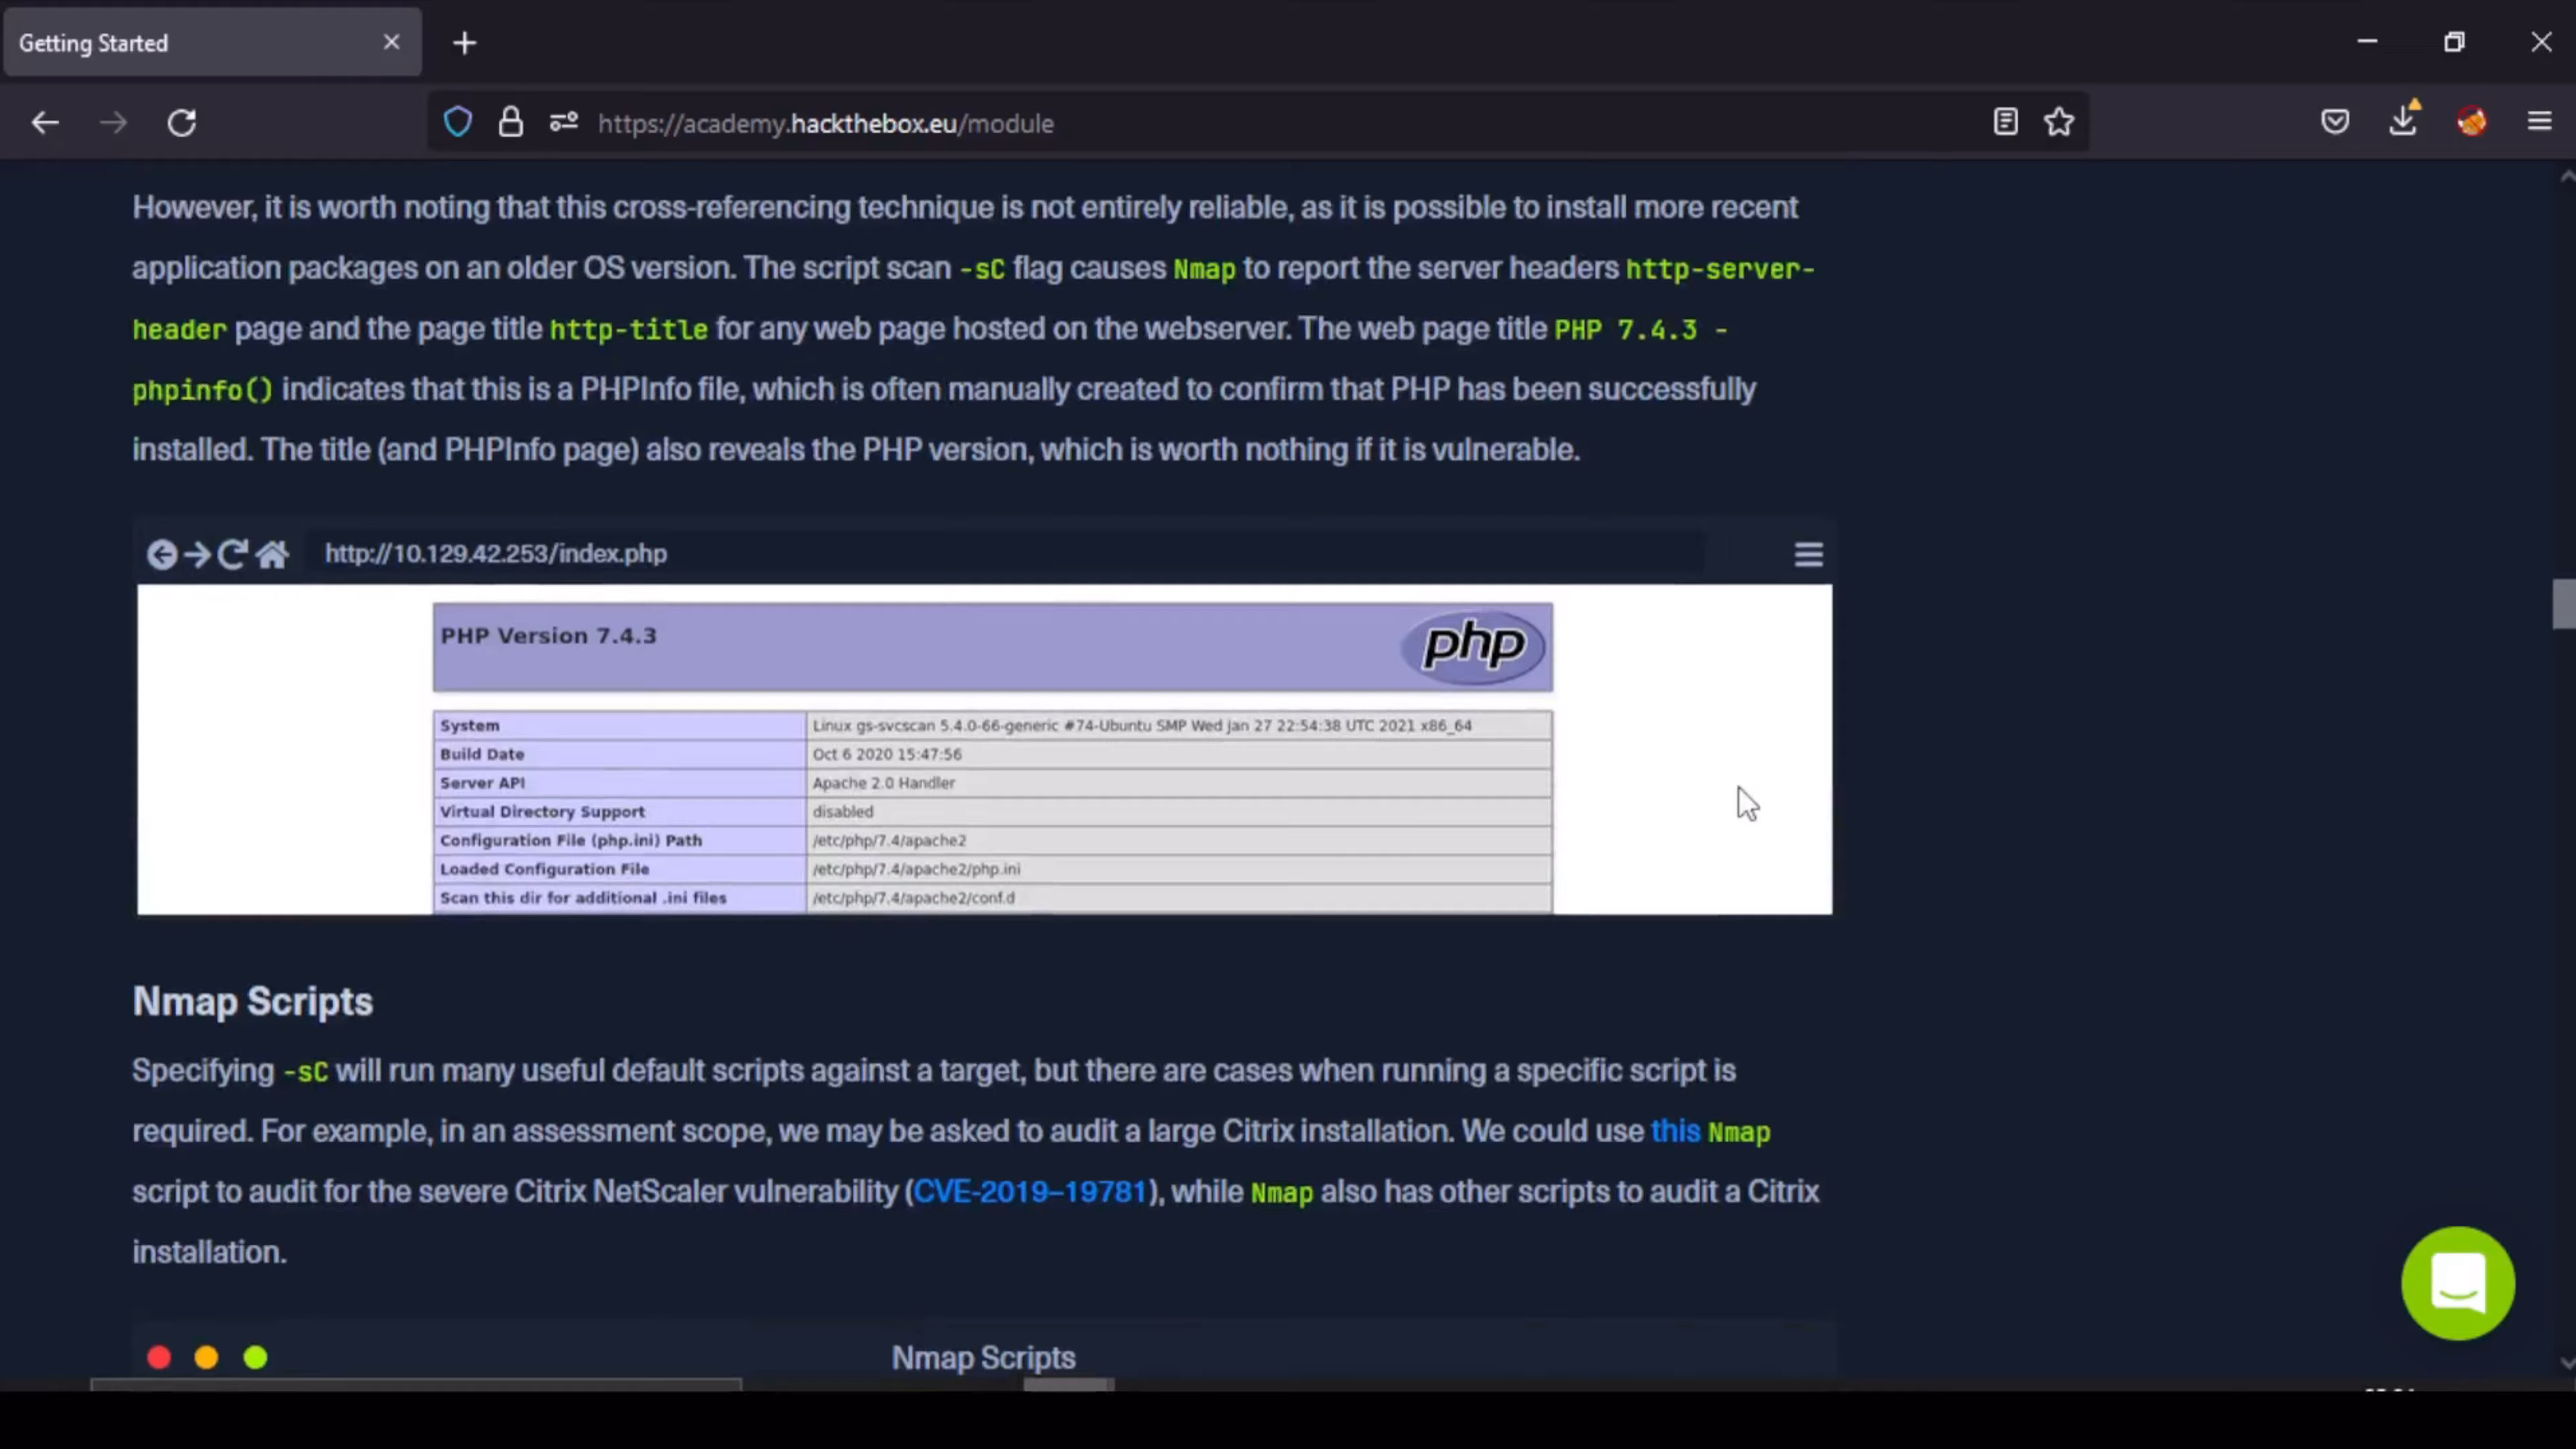 Getting Started
https://academy.hackthebox.eu/module
However, it is worth noting that this cross-referencing technique is not entirely reliable, as it is possible to install more recent
application packages on an older OS version. The script scan -sC flag causes Nmap to report the server headers http-server-
header page and the page title http-title for any web page hosted on the webserver. The web page title PHP 7.4.3 -
phpinfo() indicates that this is a PHPInfo file, which is often manually created to confirm that PHP has been successfully
installed. The title (and PHPInfo page) also reveals the PHP version, which is worth nothing if it is vulnerable.
http://10.129.42.253/index.php
PHP Version 7.4.3
php
System Linux gs-svcscan 5.4.0-66-generic #74-Ubuntu SMP Wed Jan 27 22:54:38 UTC 2021 x86_64
Build Date Oct 6 2020 15:47:56
Server API Apache 2.0 Handler
Virtual Directory Support disabled
Configuration File (php.ini) Path /etc/php/7.4/apache2
Loaded Configuration File /etc/php/7.4/apache2/php.ini
Scan this dir for additional .ini files /etc/php/7.4/apache2/conf.d
Nmap Scripts
Specifying -sC will run many useful default scripts against a target, but there are cases when running a specific script is
required. For example, in an assessment scope, we may be asked to audit a large Citrix installation. We could use this Nmap
script to audit for the severe Citrix NetScaler vulnerability (CVE-2019–19781), while Nmap also has other scripts to audit a Citrix
installation.
Nmap Scripts